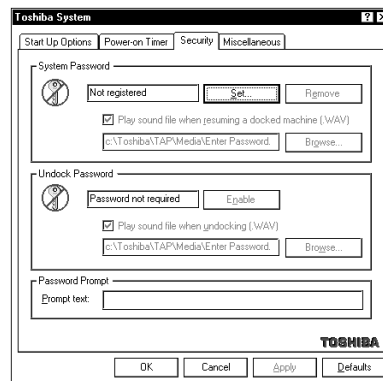 Toshiba System
Start Up Options Power-on Timer Security Miscellaneous
System Password
Not registered Set... Remove
Play sound file when resuming a docked machine (.WAV)
c:\Toshiba\TAP\Media\Enter Password. Browse...
Undock Password
Password not required Enable
Play sound file when undocking (.WAV)
c:\Toshiba\TAP\Media\Enter Password. Browse...
Password Prompt
Prompt text:
TOSHIBA
OK Cancel Apply Defaults